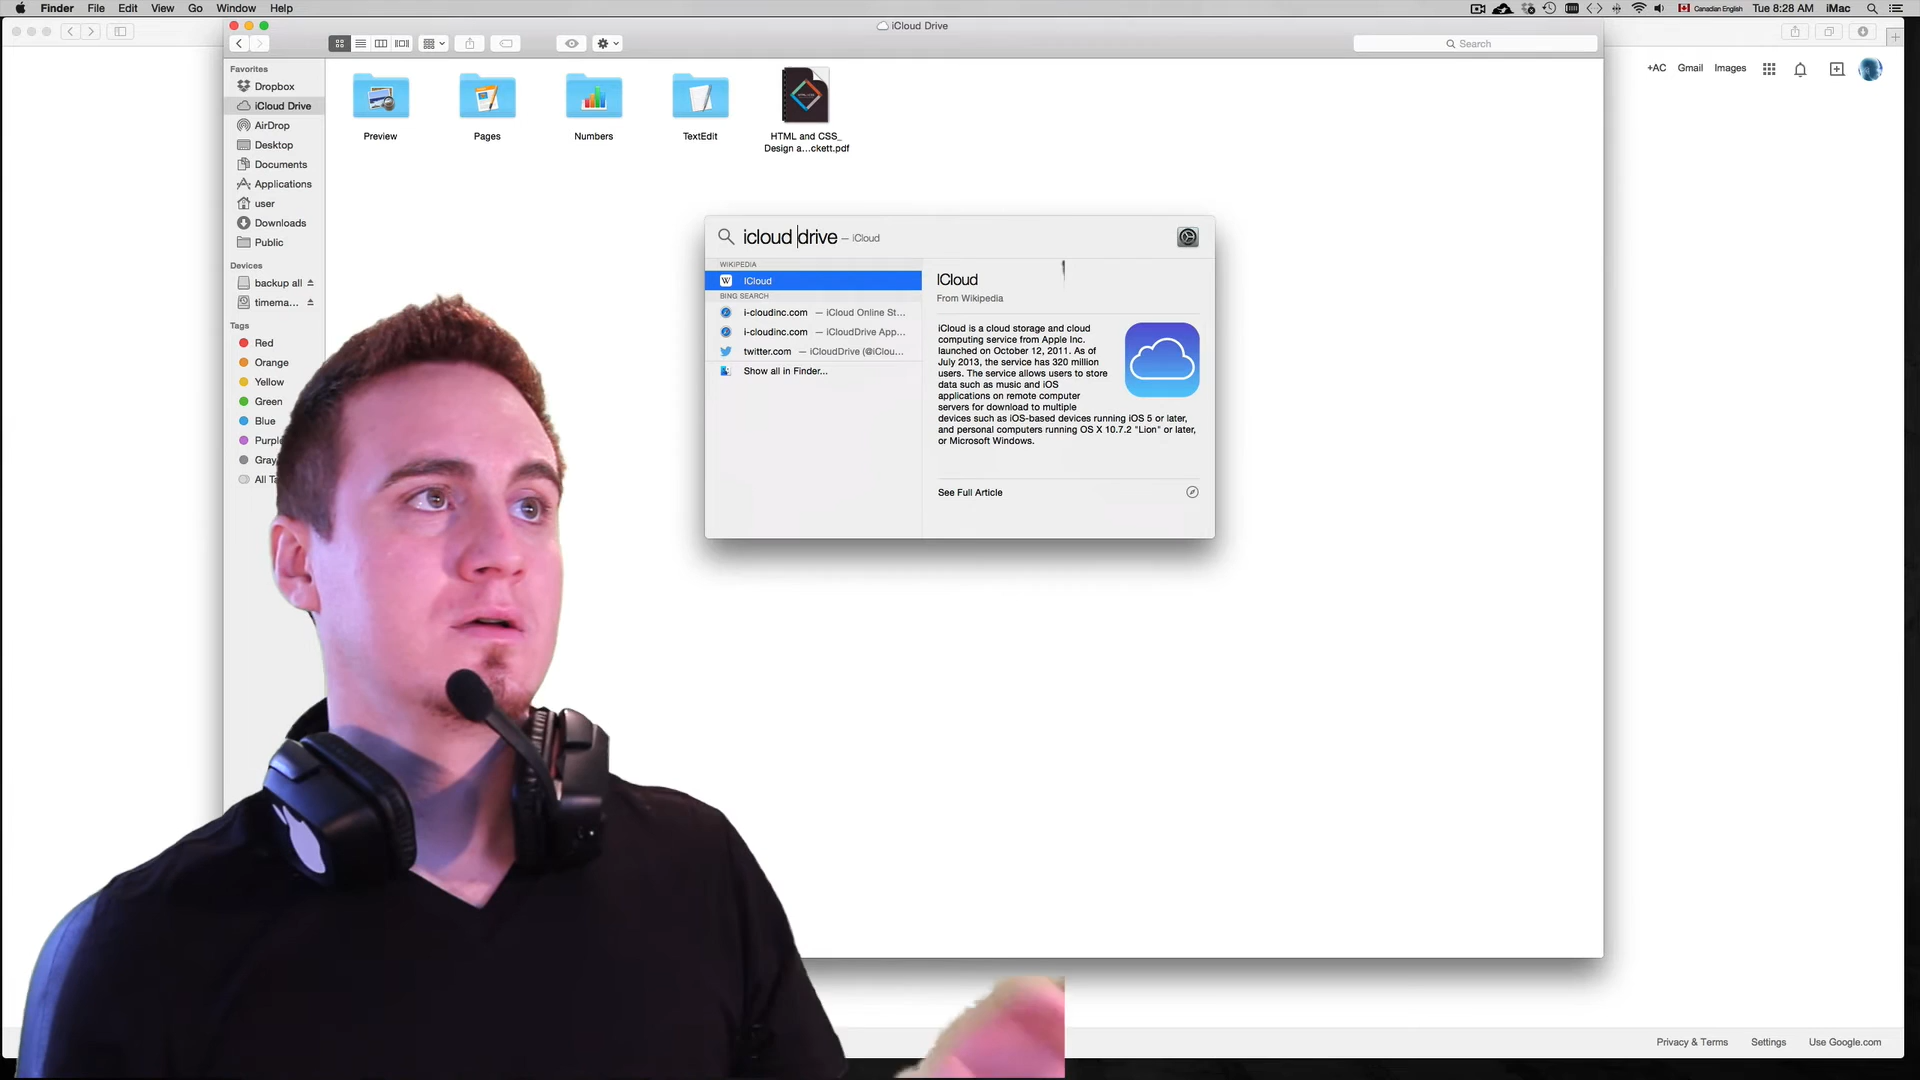 Finder File Edit View Go Window Help
Canadian English Tue 8:28 AM iMac
iCloud Drive
Search
+AC Gmail Images
Favorites
Dropbox
iCloud Drive
AirDrop
Desktop
Documents
Applications
user
Downloads
Public
Devices
backup all
timema...
Tags
Red
Orange
Yellow
Green
Blue
Purple
Gray
Preview
Pages
Numbers
TextEdit
HTML and CSS_
Design a...ckett.pdf
icloud drive — iCloud
WIKIPEDIA
ICloud
BING SEARCH
i-cloudinc.com — iCloud Online St...
i-cloudinc.com — iCloudDrive App...
twitter.com — iCloudDrive (@iClou...
Show all in Finder...
ICloud
From Wikipedia
iCloud is a cloud storage and cloud
computing service from Apple Inc.
launched on October 12, 2011. As of
July 2013, the service has 320 million
users. The service allows users to store
data such as music and iOS
applications on remote computer
servers for download to multiple
devices such as iOS-based devices running iOS 5 or later,
and personal computers running OS X 10.7.2 "Lion" or later,
or Microsoft Windows.
See Full Article
Privacy & Terms Settings Use Google.com